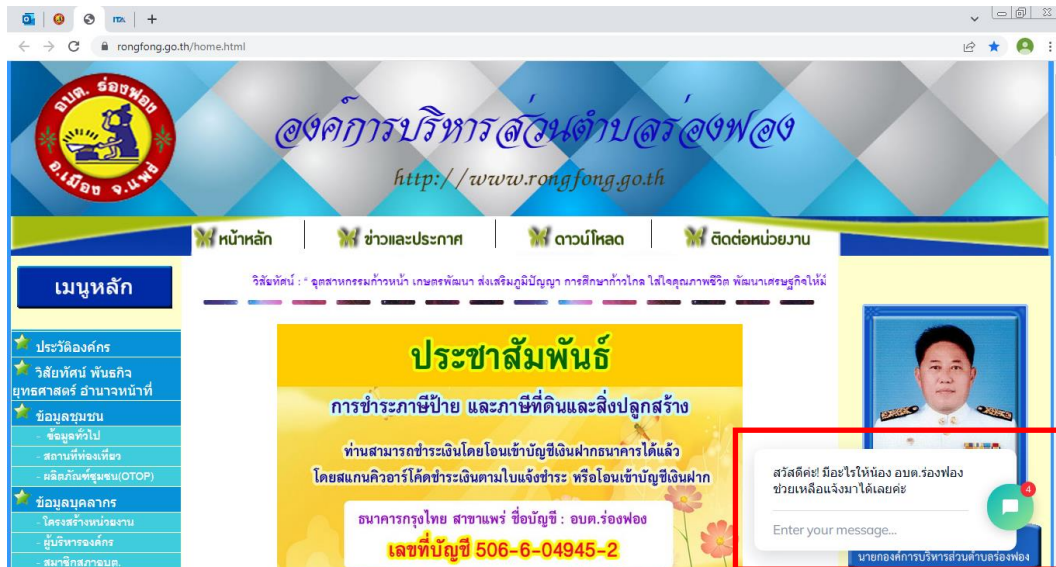 rongfong.go.th/home.html
อบต. ร่องฟอง
อ.เมือง จ.แพร่
องค์การบริหารส่วนตำบลร่องฟอง
http://www.rongfong.go.th
หน้าหลัก
ข่าวและประกาศ
ดาวน์โหลด
ติดต่อหน่วยงาน
เมนูหลัก
วิสัยทัศน์ : " อุตสาหกรรมก้าวหน้า เกษตรพัฒนา ส่งเสริมภูมิปัญญา การศึกษาก้าวไกล ใส่ใจคุณภาพชีวิต พัฒนาเศรษฐกิจให้มั
ประวัติองค์กร
วิสัยทัศน์ พันธกิจ
ยุทธศาสตร์ อำนาจหน้าที่
ข้อมูลชุมชน
- ข้อมูลทั่วไป
- สถานที่ท่องเที่ยว
- ผลิตภัณฑ์ชุมชน(OTOP)
ข้อมูลบุคลากร
- โครงสร้างหน่วยงาน
- ผู้บริหารองค์กร
- สมาชิกสภาอบต.
ประชาสัมพันธ์
การชำระภาษีป้าย และภาษีที่ดินและสิ่งปลูกสร้าง
ท่านสามารถชำระเงินโดยโอนเข้าบัญชีเงินฝากธนาคารได้แล้ว
โดยสแกนคิวอาร์โค้ดชำระเงินตามใบแจ้งชำระ หรือโอนเข้าบัญชีเงินฝาก
ธนาคารกรุงไทย สาขาแพร่ ชื่อบัญชี : อบต.ร่องฟอง
เลขที่บัญชี 506-6-04945-2
สวัสดีค่ะ! มีอะไรให้น้อง อบต.ร่องฟอง
ช่วยเหลือแจ้งมาได้เลยค่ะ
4
Enter your message...
นายกองค์การบริหารส่วนตำบลร่องฟอง